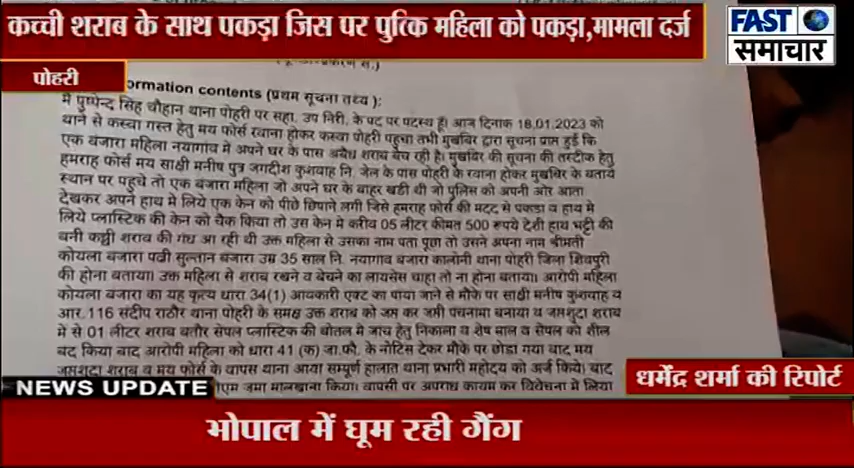 कच्ची शराब के साथ पकड़ा जिस पर पुत्कि महिला को पकड़ा,मामला दर्ज
FAST
समाचार
पोहरी
ormation contents (प्रथम सूचना तथ्य ):
मै पुष्पेन्द्र सिह चौहान थाना पोहरी पर सहा. उप निरी. के पद पर पदस्थ हूँ। आज दिनाक 18.01.2023 को
थाने से कस्वा गस्त हेतु मय फोर्स रवाना होकर कस्वा पोहरी पहुचा तभी मुखबिर द्वारा सूचना प्राप्त हुई कि
एक बंजारा महिला नयागांव मे अपने घर के पास अवैध शराब बेच रही है। मुखबिर की सूचना की तस्दीक हेतु
हमराह फोर्स मय साक्षी मनीष पुत्र जगदीश कुशवाह नि. जेल के पास पोहरी के रवाना होकर मुखबिर के बताये
स्थान पर पहुचे तो एक बंजारा महिला जो अपने घर के बाहर खडी थी जो पुलिस को अपनी ओर आता
देखकर अपने हाथ मे लिये एक केन को पीछे छिपाने लगी जिसे हमराह फोर्स की मदद से पकडा व हाथ मे
लिये प्लास्टिक की केन को चैक किया तो उस केन मे करीव 05 लीटर कीमत 500 रूपये देशी हाथ भट्टी की
बनी कच्ची शराब की गंध आ रही थी उक्त महिला से उसका नाम पता पूछा तो उसने अपना नाम श्रीमती
कोयला बंजारा पत्नी सुल्तान बंजारा उम्र 35 साल नि. नयागांव बंजारा कालोनी थाना पोहरी जिला शिवपुरी
की होना बताया। उक्त महिला से शराब रखने व बेचने का लायसेंस चाहा तो ना होना बताया। आरोपी महिला
कोयला बंजारा का यह कृत्य धारा 34(1) आवकारी एक्ट का पाया जाने से मौके पर साक्षी मनीष कुशवाह व
आर.116 संदीप राठौर थाना पोहरी के समक्ष उक्त शराब को जप्त कर जप्ती पंचनामा बनाया व जप्तशुदा शराब
में से 01 लीटर शराब बतौर सेंपल प्लास्टिक की बोतल मे जांच हेतु निकाला व शेष माल व सेंपल को सील
बंद किया बाद आरोपी महिला को धारा 41 (क) जा.फौ. के नोटिस देकर मौके पर छोडा गया बाद मय
जप्तशुदा शराब व मय फोर्स के वापस थाना आया सम्पूर्ण हालात थाना प्रभारी महोदय को अर्ज किये। बाद
जमा मालखाना किया। वापसी पर अपराध कायम कर विवेचना मे लिया
धर्मेंद्र शर्मा की रिपोर्ट
NEWS UPDATE
भोपाल में घूम रही गैंग